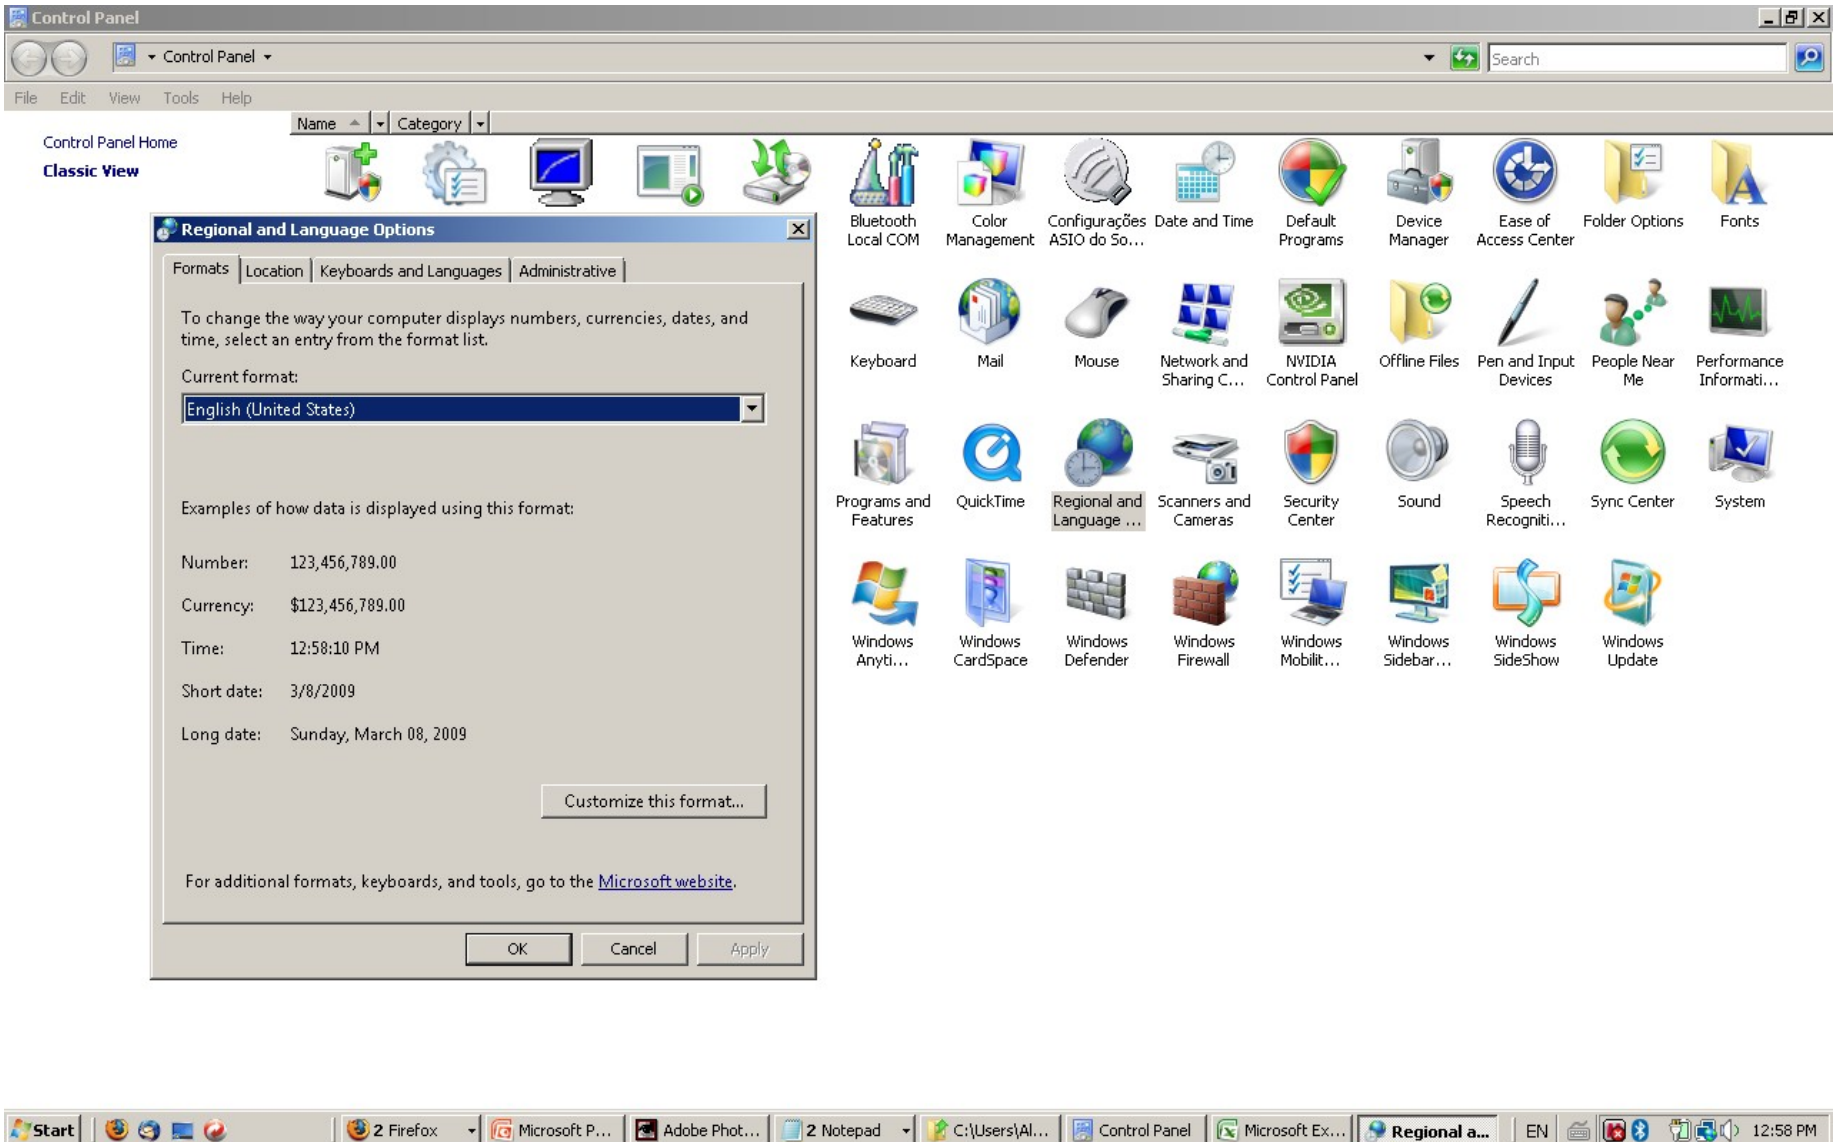 Control Panel
Control Panel
Search
File Edit View Tools Help
Name Category
Control Panel Home
Classic View
Regional and Language Options
Formats Location Keyboards and Languages Administrative
To change the way your computer displays numbers, currencies, dates, and
time, select an entry from the format list.
Current format:
English (United States)
Examples of how data is displayed using this format:
Number: 123,456,789.00
Currency: $123,456,789.00
Time: 12:58:10 PM
Short date: 3/8/2009
Long date: Sunday, March 08, 2009
Customize this format...
For additional formats, keyboards, and tools, go to the Microsoft website.
OK Cancel Apply
Bluetooth Color Configurações Date and Time Default Device Ease of Folder Options Fonts
Local COM Management ASIO do So... Programs Manager Access Center
Keyboard Mail Mouse Network and NVIDIA Offline Files Pen and Input People Near Performance
Sharing C... Control Panel Devices Me Informati...
Programs and QuickTime Regional and Scanners and Security Sound Speech Sync Center System
Features Language ... Cameras Center Recogniti...
Windows Windows Windows Windows Windows Windows Windows Windows
Anyti... CardSpace Defender Firewall Mobilit... Sidebar... SideShow Update
Start 2 Firefox Microsoft P... Adobe Phot... 2 Notepad C:\Users\Al... Control Panel Microsoft Ex... Regional a... EN 12:58 PM